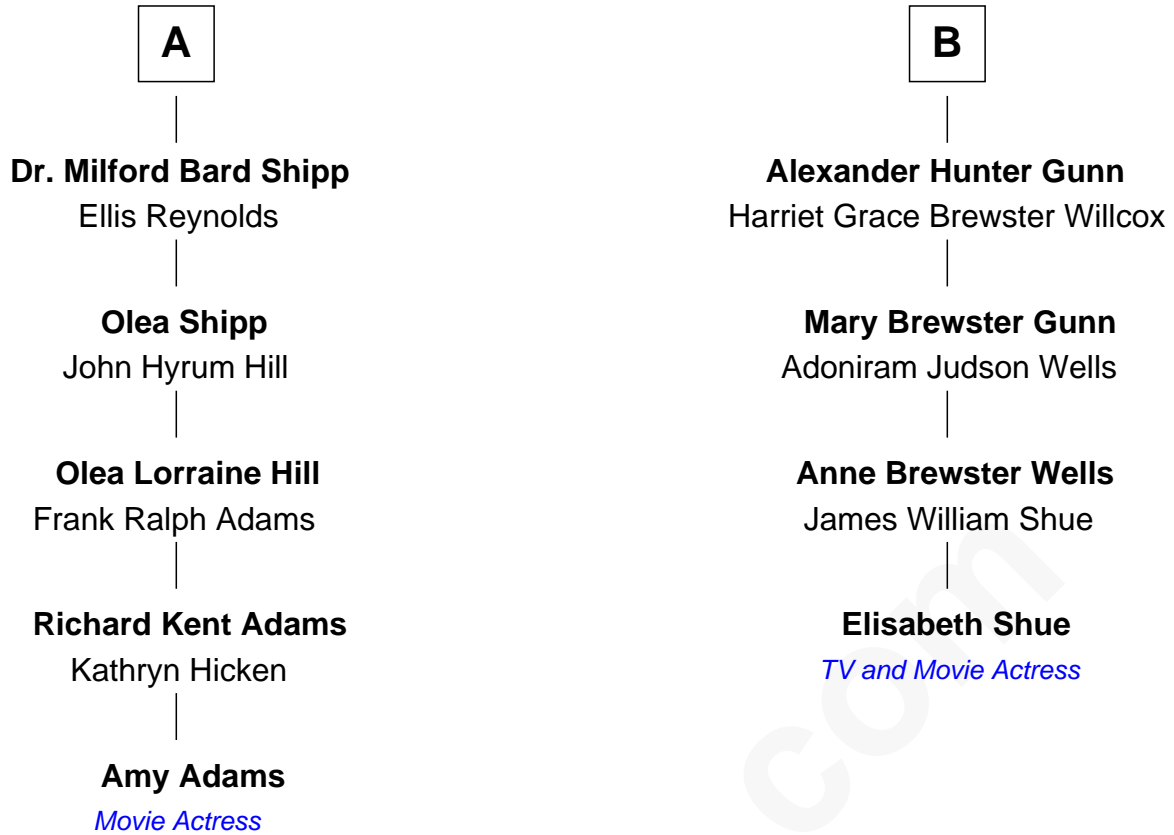 A
Dr. Milford Bard Shipp
Ellis Reynolds
Olea Shipp
John Hyrum Hill
Olea Lorraine Hill
Frank Ralph Adams
Richard Kent Adams
Kathryn Hicken
Amy Adams
Movie Actress
B
Alexander Hunter Gunn
Harriet Grace Brewster Willcox
Mary Brewster Gunn
Adoniram Judson Wells
Anne Brewster Wells
James William Shue
Elisabeth Shue
TV and Movie Actress
com